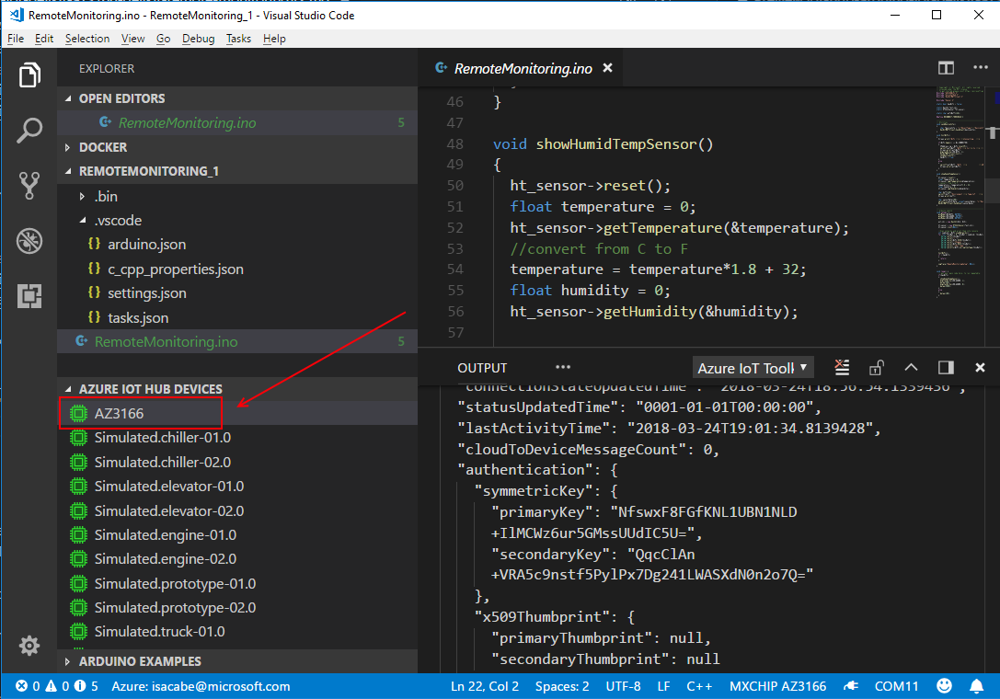 RemoteMonitoring.ino - RemoteMonitoring_1 - Visual Studio Code
File Edit Selection View Go Debug Tasks Help
EXPLORER
OPEN EDITORS
RemoteMonitoring.ino 5
DOCKER
REMOTEMONITORING_1
.bin
.vscode
{} arduino.json
{} c_cpp_properties.json
{} settings.json
{} tasks.json
RemoteMonitoring.ino 5
AZURE IOT HUB DEVICES
AZ3166
Simulated.chiller-01.0
Simulated.chiller-02.0
Simulated.elevator-01.0
Simulated.elevator-02.0
Simulated.engine-01.0
Simulated.engine-02.0
Simulated.prototype-01.0
Simulated.prototype-02.0
Simulated.truck-01.0
ARDUINO EXAMPLES
RemoteMonitoring.ino
46 }
47
48 void showHumidTempSensor()
49 {
50 ht_sensor->reset();
51 float temperature = 0;
52 ht_sensor->getTemperature(&temperature);
53 //convert from C to F
54 temperature = temperature*1.8 + 32;
55 float humidity = 0;
56 ht_sensor->getHumidity(&humidity);
57
OUTPUT ••• Azure IoT Toolk
"connectionStateUpdatedTime": "2018-03-24T18:56:54.1339436",
"statusUpdatedTime": "0001-01-01T00:00:00",
"lastActivityTime": "2018-03-24T19:01:34.8139428",
"cloudToDeviceMessageCount": 0,
"authentication": {
"symmetricKey": {
"primaryKey": "NfswxF8FGfKNL1UBN1NLD
+IlMCWz6ur5GMssUUdIC5U=",
"secondaryKey": "QqcClAn
+VRA5c9nstf5PylPx7Dg241LWASXdN0n2o7Q="
},
"x509Thumbprint": {
"primaryThumbprint": null,
"secondaryThumbprint": null
0 0 5 Azure: isacabe@microsoft.com Ln 22, Col 2 Spaces: 2 UTF-8 LF C++ MXCHIP AZ3166 COM11